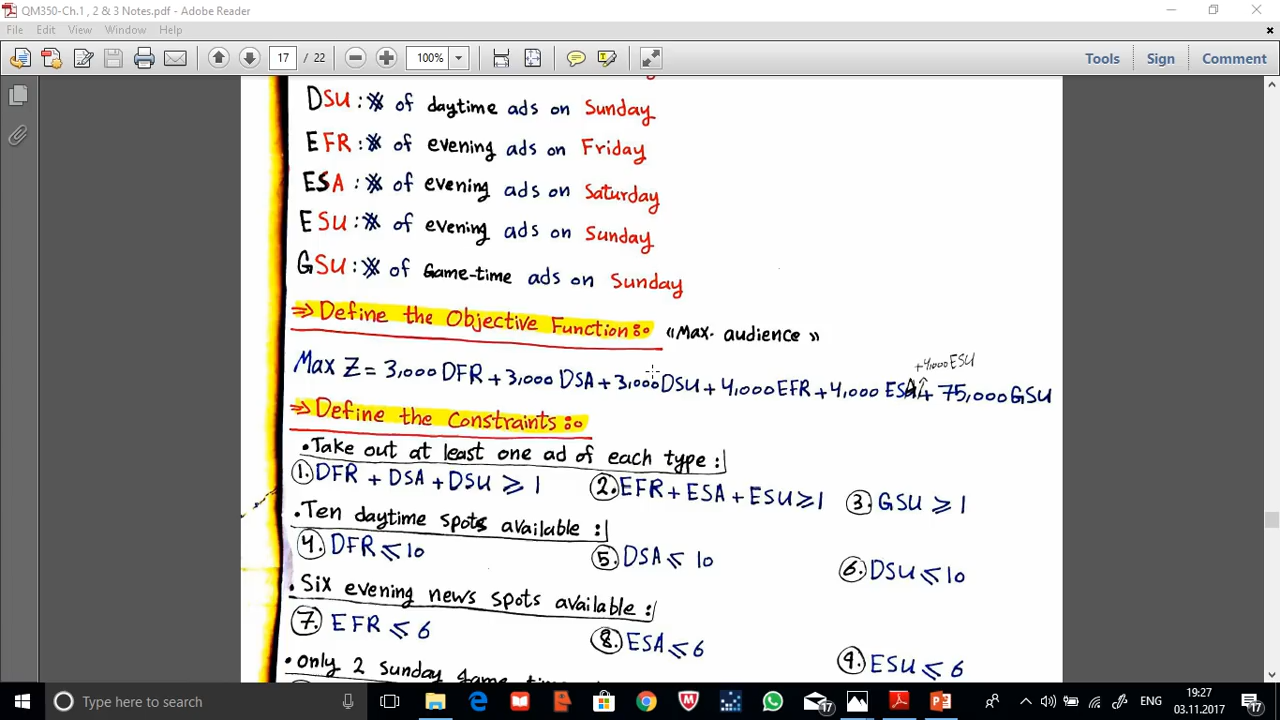 QM350-Ch.1 , 2 & 3 Notes.pdf - Adobe Reader
File Edit View Window Help
17 / 22 100% Tools Sign Comment
DSU : # of daytime ads on Sunday
EFR : # of evening ads on Friday
ESA : # of evening ads on Saturday
ESU : # of evening ads on Sunday
GSU : # of Game-time ads on Sunday
⇒ Define the Objective Function:. «Max. audience»
+4,000 ESU
Max Z = 3,000 DFR + 3,000 DSA + 3,000 DSU + 4,000 EFR + 4,000 ESA + 75,000 GSU
⇒ Define the Constraints:.
• Take out at least one ad of each type:
1. DFR + DSA + DSU ≥ 1 2. EFR + ESA + ESU ≥ 1 3. GSU ≥ 1
• Ten daytime spots available :
4. DFR ≤ 10 5. DSA ≤ 10 6. DSU ≤ 10
• Six evening news spots available :
7. EFR ≤ 6 8. ESA ≤ 6 9. ESU ≤ 6
• only 2 Sunday game time
Type here to search
17
ENG
19:27
03.11.2017
17